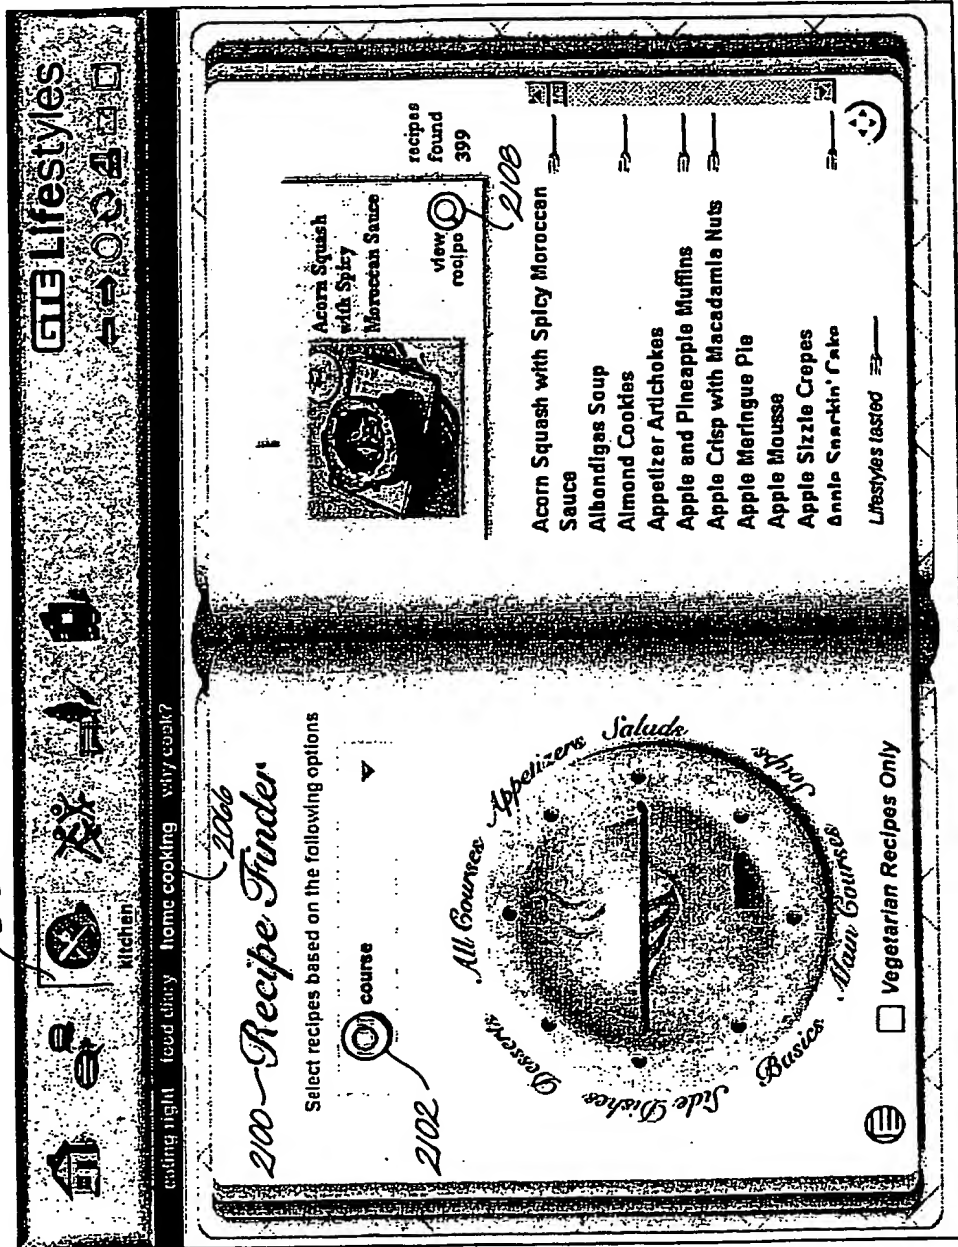 GTE Lifestyles
kitchen
eating right food diary home cooking why cook?
2066
2100 Recipe Finder
Select recipes based on the following options
course
2102
All Courses
Appetizers
Salads
Soups
Main Courses
Basics
Side Dishes
Desserts
Vegetarian Recipes Only
Acorn Squash
with Spicy
Moroccan Sauce
view
recipe
recipes
found
399
2108
Acorn Squash with Spicy Moroccan
Sauce
Albondigas Soup
Almond Cookies
Appetizer Artichokes
Apple and Pineapple Muffins
Apple Crisp with Macadamia Nuts
Apple Meringue Pie
Apple Mousse
Apple Sizzle Crepes
Apple Snackin' Cake
Lifestyles tasted